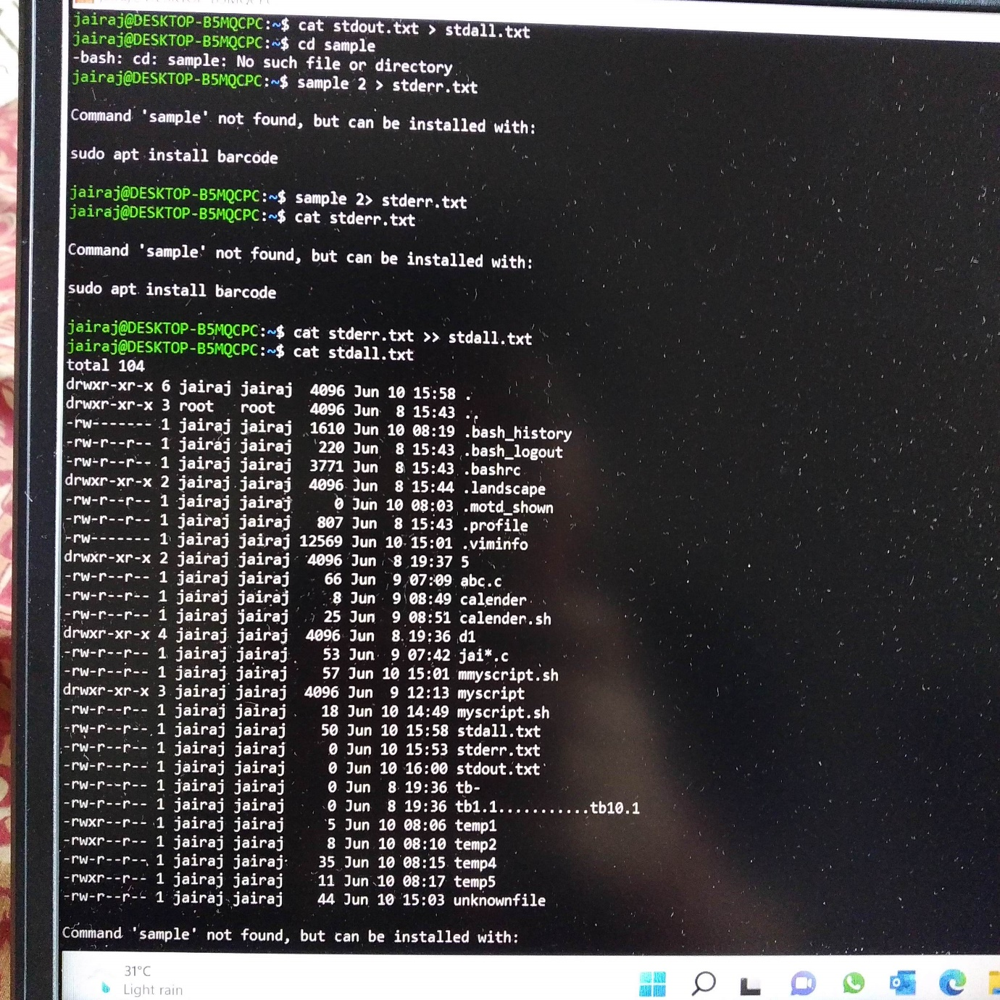 jairaj@DESKTOP-B5MQCPC:~$ cat stdout.txt > stdall.txt
jairaj@DESKTOP-B5MQCPC:~$ cd sample
-bash: cd: sample: No such file or directory
jairaj@DESKTOP-B5MQCPC:~$ sample 2 > stderr.txt
Command 'sample' not found, but can be installed with:
sudo apt install barcode
jairaj@DESKTOP-B5MQCPC:~$ sample 2> stderr.txt
jairaj@DESKTOP-B5MQCPC:~$ cat stderr.txt
Command 'sample' not found, but can be installed with:
sudo apt install barcode
jairaj@DESKTOP-B5MQCPC:~$ cat stderr.txt >> stdall.txt
jairaj@DESKTOP-B5MQCPC:~$ cat stdall.txt
total 104
drwxr-xr-x 6 jairaj jairaj  4096 Jun 10 15:58 .
drwxr-xr-x 3 root   root    4096 Jun  8 15:43 ..
-rw------- 1 jairaj jairaj  1610 Jun 10 08:19 .bash_history
-rw-r--r-- 1 jairaj jairaj   220 Jun  8 15:43 .bash_logout
-rw-r--r-- 1 jairaj jairaj  3771 Jun  8 15:43 .bashrc
drwxr-xr-x 2 jairaj jairaj  4096 Jun  8 15:44 .landscape
-rw-r--r-- 1 jairaj jairaj     0 Jun 10 08:03 .motd_shown
-rw-r--r-- 1 jairaj jairaj   807 Jun  8 15:43 .profile
-rw------- 1 jairaj jairaj 12569 Jun 10 15:01 .viminfo
drwxr-xr-x 2 jairaj jairaj  4096 Jun  8 19:37 5
-rw-r--r-- 1 jairaj jairaj    66 Jun  9 07:09 abc.c
-rw-r--r-- 1 jairaj jairaj     8 Jun  9 08:49 calender
-rw-r--r-- 1 jairaj jairaj    25 Jun  9 08:51 calender.sh
drwxr-xr-x 4 jairaj jairaj  4096 Jun  8 19:36 d1
-rw-r--r-- 1 jairaj jairaj    53 Jun  9 07:42 jai*.c
-rw-r--r-- 1 jairaj jairaj    57 Jun 10 15:01 mmyscript.sh
drwxr-xr-x 3 jairaj jairaj  4096 Jun  9 12:13 myscript
-rw-r--r-- 1 jairaj jairaj    18 Jun 10 14:49 myscript.sh
-rw-r--r-- 1 jairaj jairaj    50 Jun 10 15:58 stdall.txt
-rw-r--r-- 1 jairaj jairaj     0 Jun 10 15:53 stderr.txt
-rw-r--r-- 1 jairaj jairaj     0 Jun 10 16:00 stdout.txt
-rw-r--r-- 1 jairaj jairaj     0 Jun  8 19:36 tb-
-rw-r--r-- 1 jairaj jairaj     0 Jun  8 19:36 tb1.1...........tb10.1
-rwxr--r-- 1 jairaj jairaj     5 Jun 10 08:06 temp1
-rwxr--r-- 1 jairaj jairaj     8 Jun 10 08:10 temp2
-rw-r--r-- 1 jairaj jairaj    35 Jun 10 08:15 temp4
-rwxr--r-- 1 jairaj jairaj    11 Jun 10 08:17 temp5
-rw-r--r-- 1 jairaj jairaj    44 Jun 10 15:03 unknownfile
Command 'sample' not found, but can be installed with:
31°C
Light rain